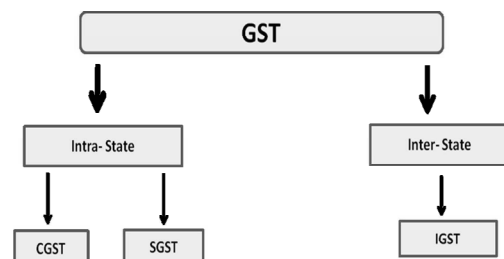 GST
Intra- State
Inter- State
CGST
SGST
IGST